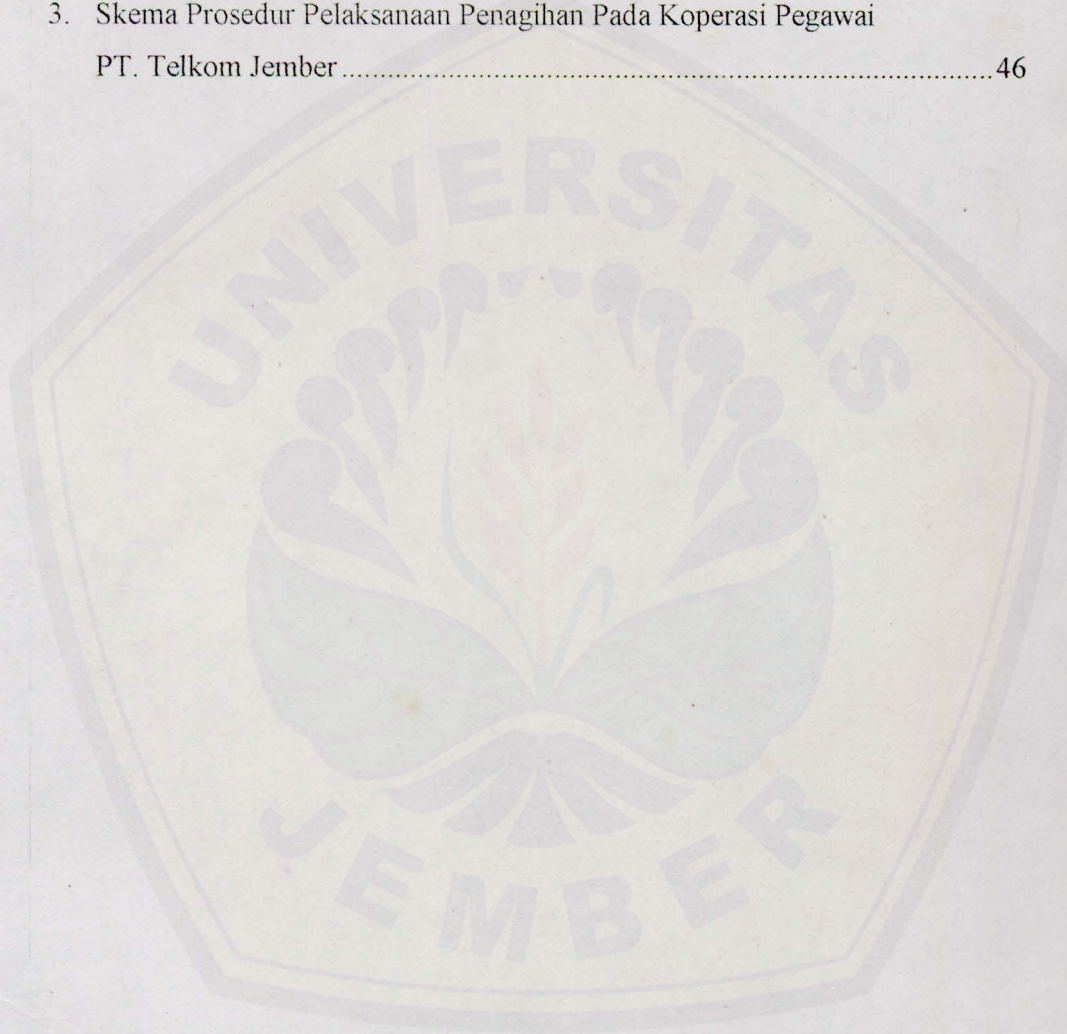 3. Skema Prosedur Pelaksanaan Penagihan Pada Koperasi Pegawai
PT. Telkom Jember.....................................................................................46
UNIVERSITAS
JEMBER